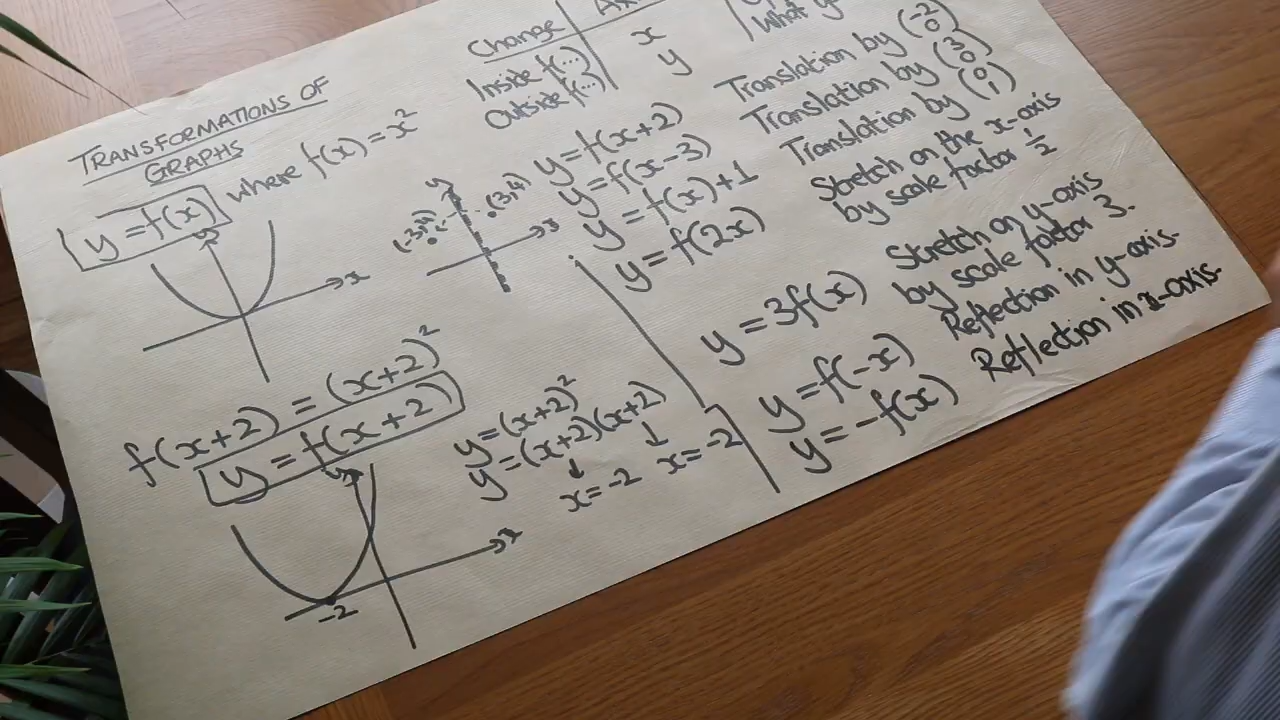 TRANSFORMATIONS OF
GRAPHS
y = f(x) where f(x) = x²
y
x
f(x+2) = (x+2)²
y = f(x+2)
y
x
-2
y = (x+2)²
y = (x+2)(x+2)
x = -2 x = -2
y
x
(3,4)
Change
Inside f(...) x
Outside f(...) y
What
y = f(x+2) Translation by (-2 0)
y = f(x-3) Translation by (3 0)
y = f(x)+1 Translation by (0 1)
y = f(2x) Stretch on the x-axis
by scale factor ½
y = 3f(x) Stretch on y-axis
by scale factor 3.
y = f(-x) Reflection in y-axis.
y = -f(x) Reflection in x-axis.